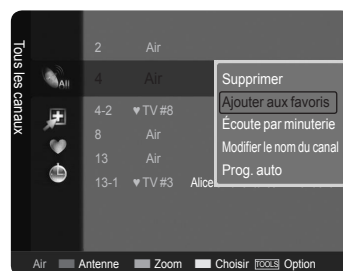 Tous les canaux
All
2 Air
4 Air
4-2 ♥ TV #8
8 Air
13 Air
13-1 ♥ TV #3 Alice
Supprimer
Ajouter aux favoris
Écoute par minuterie
Modifier le nom du canal
Prog. auto
Air Antenne Zoom Choisir TOOLS Option